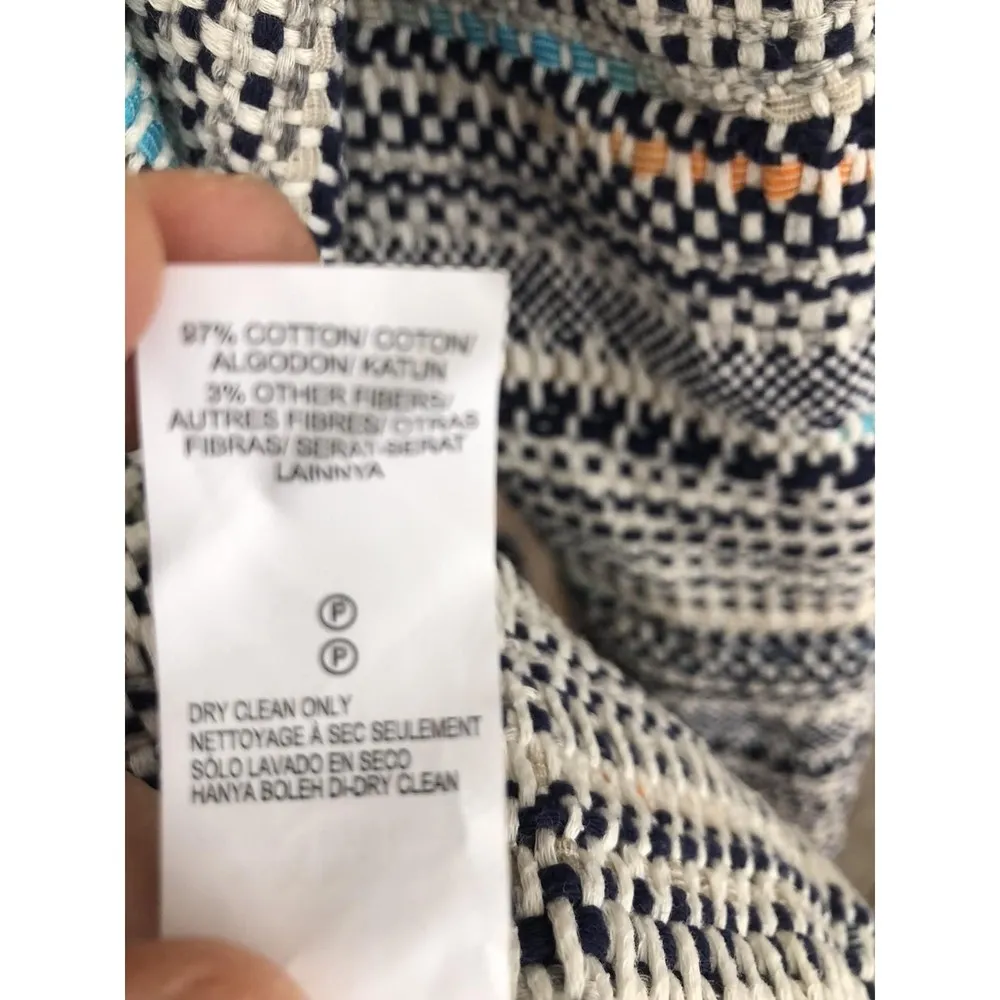 97% COTTON/ COTON/
ALGODON/ KATUN
3% OTHER FIBERS/
AUTRES FIBRES/ OTRAS
FIBRAS/ SERAT-SERAT
LAINNYA
P
P
DRY CLEAN ONLY
NETTOYAGE À SEC SEULEMENT
SÓLO LAVADO EN SECO
HANYA BOLEH DI-DRY CLEAN